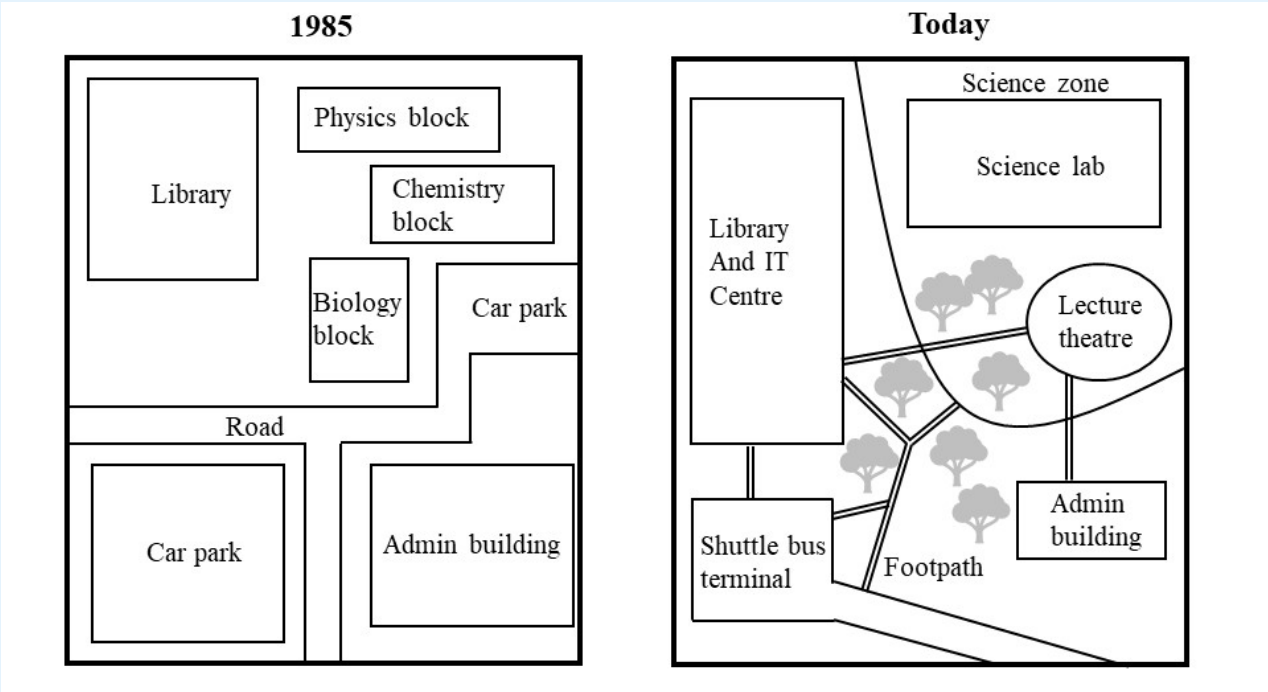 1985
Physics block
Library
Chemistry
block
Biology
block
Car park
Road
Car park
Admin building
Today
Science zone
Science lab
Library
And IT
Centre
Lecture
theatre
Admin
building
Shuttle bus
terminal
Footpath